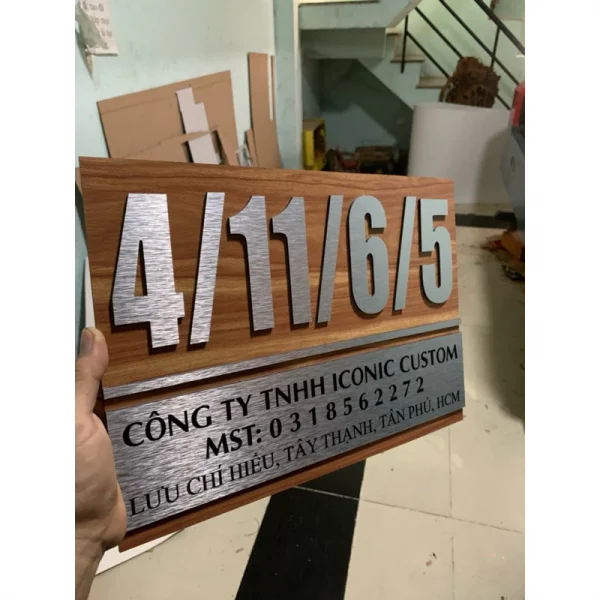 4/11/6/5
CÔNG TY TNHH ICONIC CUSTOM
MST: 0318562272
LƯU CHÍ HIẾU, TÂY THẠNH, TÂN PHÚ, HCM